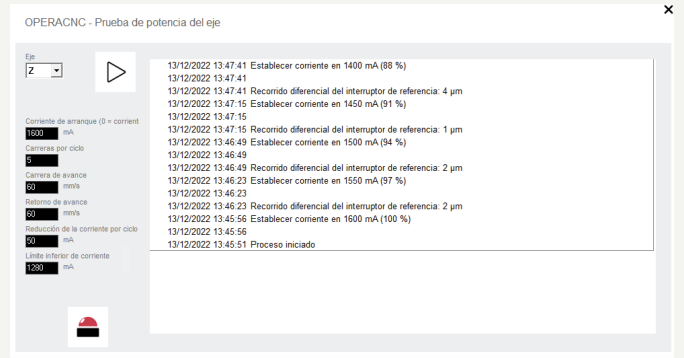 OPERACNC - Prueba de potencia del eje
Eje
Z
Corriente de arranque (0 = corrient
1600 mA
Carreras por ciclo
5
Carrera de avance
60 mm/s
Retorno de avance
60 mm/s
Reducción de la corriente por ciclo
50 mA
Límite inferior de corriente
1280 mA
13/12/2022 13:47:41 Establecer corriente en 1400 mA (88 %)
13/12/2022 13:47:41
13/12/2022 13:47:41 Recorrido diferencial del interruptor de referencia: 4 μm
13/12/2022 13:47:15 Establecer corriente en 1450 mA (91 %)
13/12/2022 13:47:15
13/12/2022 13:47:15 Recorrido diferencial del interruptor de referencia: 1 μm
13/12/2022 13:46:49 Establecer corriente en 1500 mA (94 %)
13/12/2022 13:46:49
13/12/2022 13:46:49 Recorrido diferencial del interruptor de referencia: 2 μm
13/12/2022 13:46:23 Establecer corriente en 1550 mA (97 %)
13/12/2022 13:46:23
13/12/2022 13:46:23 Recorrido diferencial del interruptor de referencia: 2 μm
13/12/2022 13:45:56 Establecer corriente en 1600 mA (100 %)
13/12/2022 13:45:56
13/12/2022 13:45:51 Proceso iniciado